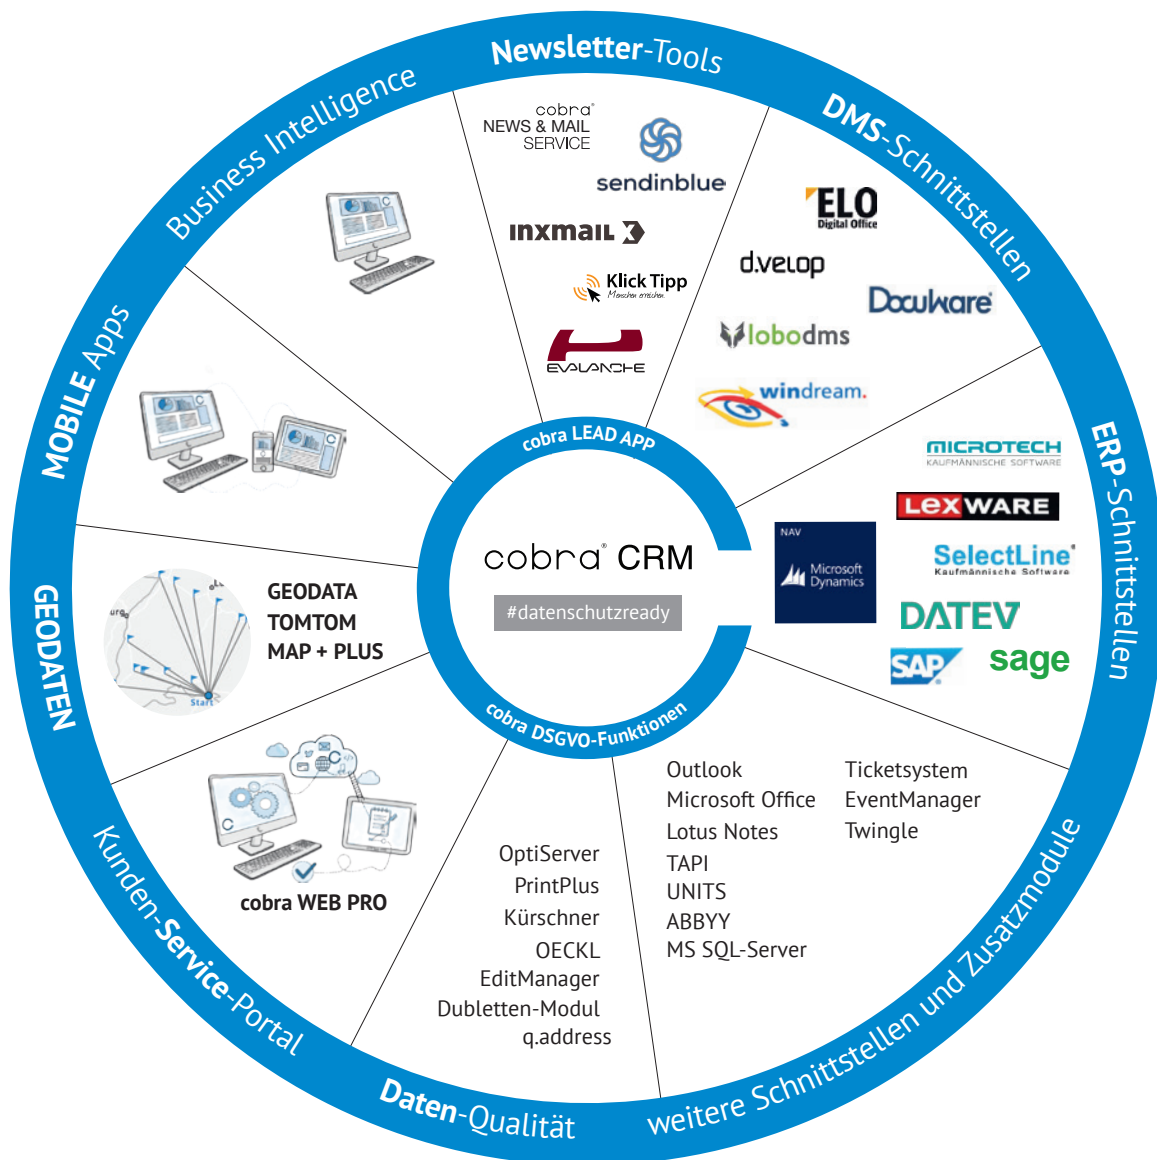 Newsletter-Tools
cobra®
NEWS & MAIL
SERVICE
sendinblue
inxmail
Klick Tipp
Menschen erreichen.
EVALANCHE
DMS-Schnittstellen
ELO
Digital Office
d.velop
DocuWare
lobodms
windream.
ERP-Schnittstellen
MICROTECH
KAUFMÄNNISCHE SOFTWARE
LEXWARE
NAV
Microsoft
Dynamics
SelectLine®
Kaufmännische Software
DATEV
SAP
sage
weitere Schnittstellen und Zusatzmodule
Outlook
Microsoft Office
Lotus Notes
TAPI
UNITS
ABBYY
MS SQL-Server
Ticketsystem
EventManager
Twingle
Daten-Qualität
OptiServer
PrintPlus
Kürschner
OECKL
EditManager
Dubletten-Modul
q.address
Kunden-Service-Portal
cobra WEB PRO
GEODATEN
GEODATA
TOMTOM
MAP + PLUS
Start
MOBILE Apps
Business Intelligence
cobra LEAD APP
cobra® CRM
#datenschutzready
cobra DSGVO-Funktionen